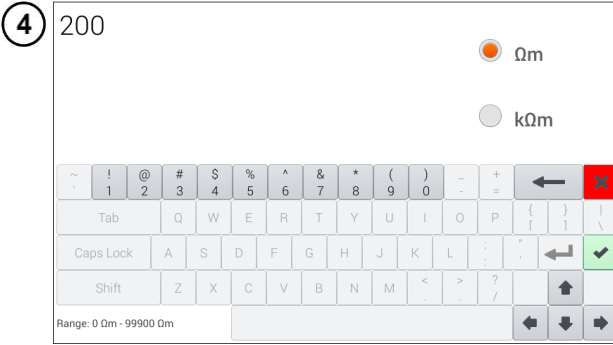 4
200
Ωm
kΩm
~ ! @ # $ % ^ & * ( ) _ +
` 1 2 3 4 5 6 7 8 9 0 - =
Tab Q W E R T Y U I O P { } |
[ ] \
Caps Lock A S D F G H J K L : "
; '
Shift Z X C V B N M < > ?
, . /
Range: 0 Ωm - 99900 Ωm